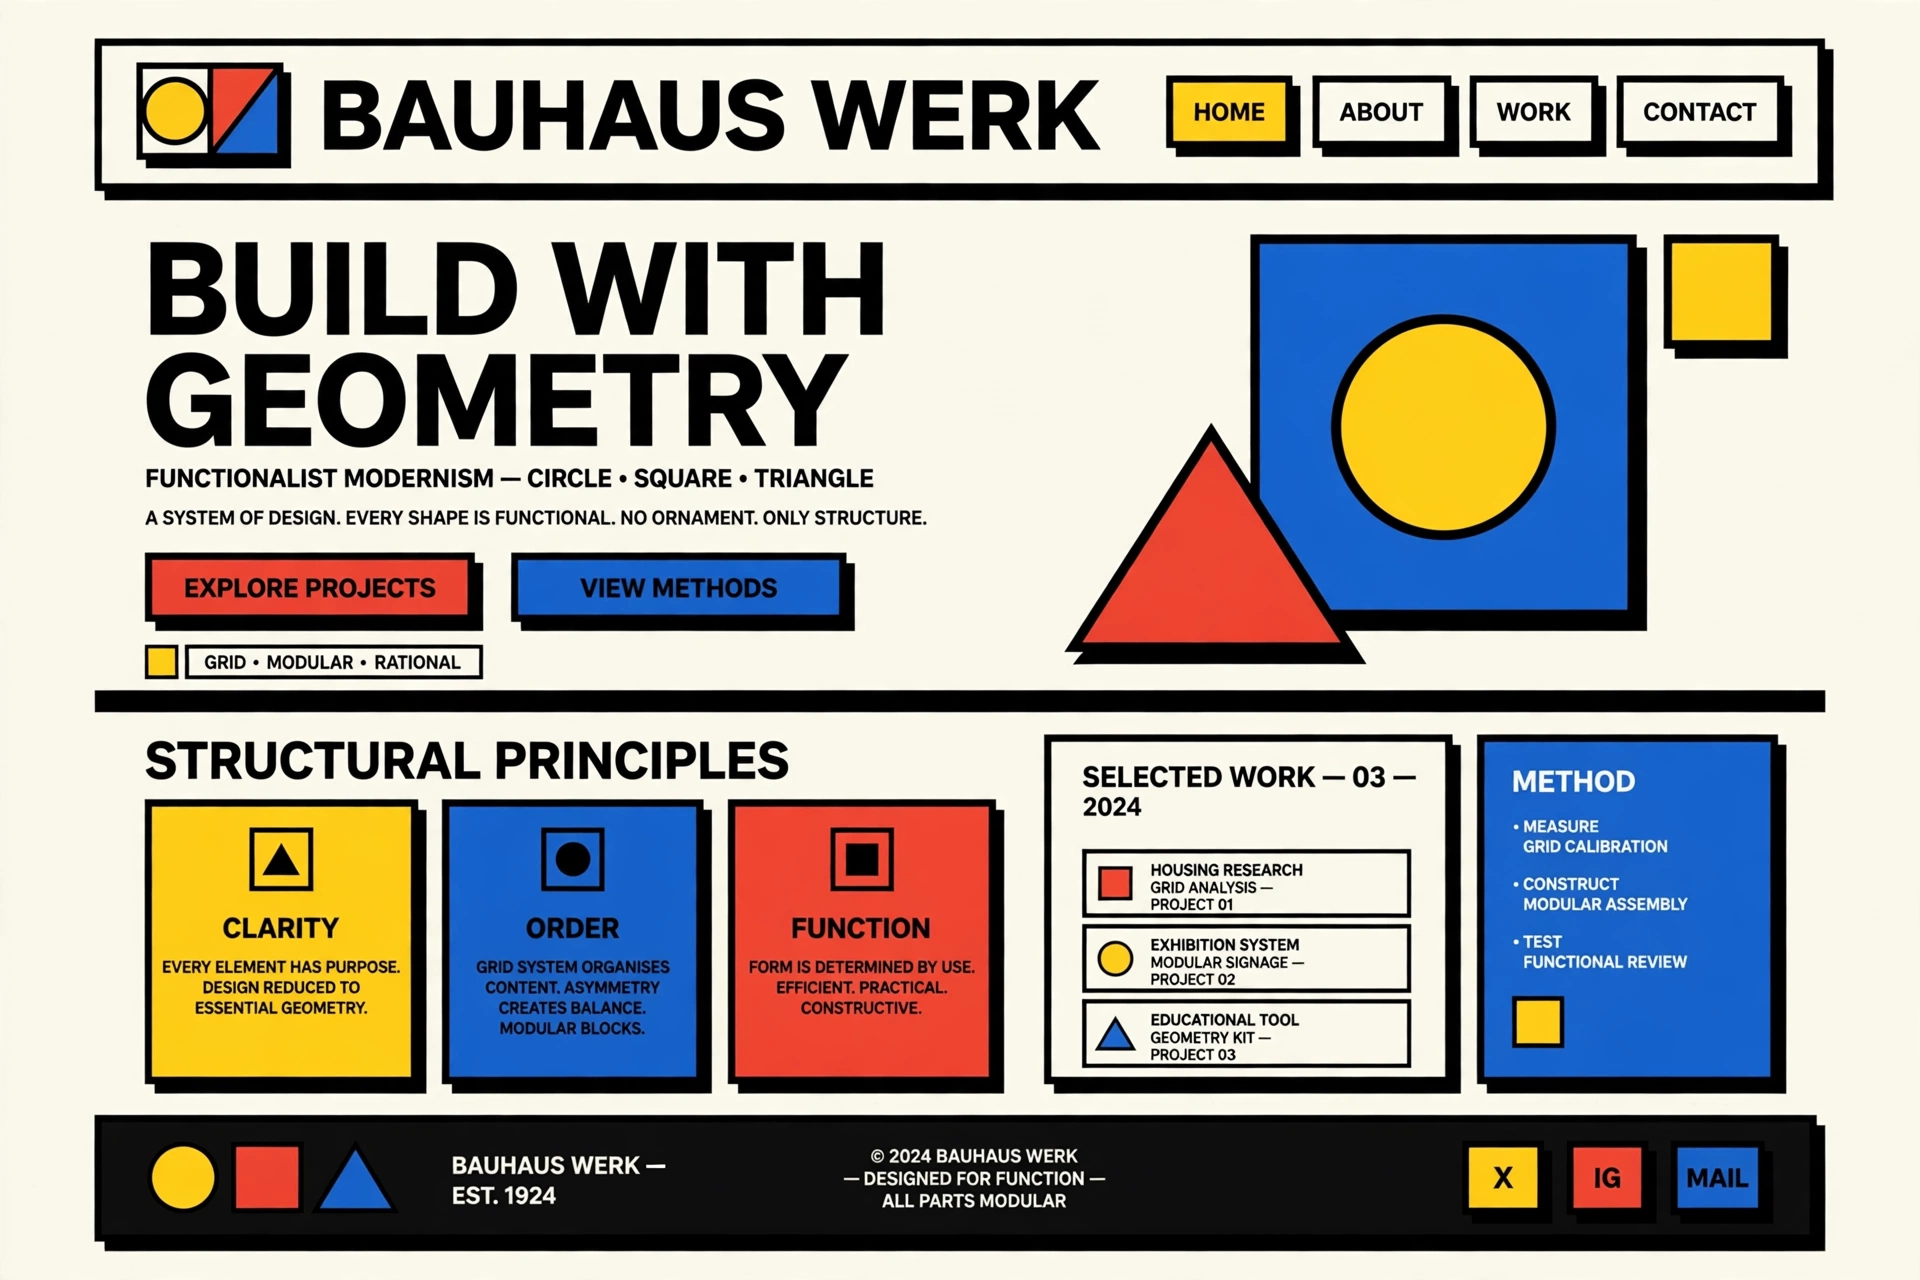 BAUHAUS WERK
HOME
ABOUT
WORK
CONTACT
BUILD WITH
GEOMETRY
FUNCTIONALIST MODERNISM — CIRCLE • SQUARE • TRIANGLE
A SYSTEM OF DESIGN. EVERY SHAPE IS FUNCTIONAL. NO ORNAMENT. ONLY STRUCTURE.
EXPLORE PROJECTS
VIEW METHODS
GRID • MODULAR • RATIONAL
STRUCTURAL PRINCIPLES
CLARITY
EVERY ELEMENT HAS PURPOSE.
DESIGN REDUCED TO
ESSENTIAL GEOMETRY.
ORDER
GRID SYSTEM ORGANISES
CONTENT. ASYMMETRY
CREATES BALANCE.
MODULAR BLOCKS.
FUNCTION
FORM IS DETERMINED BY USE.
EFFICIENT. PRACTICAL.
CONSTRUCTIVE.
SELECTED WORK — 03 —
2024
HOUSING RESEARCH
GRID ANALYSIS —
PROJECT 01
EXHIBITION SYSTEM
MODULAR SIGNAGE —
PROJECT 02
EDUCATIONAL TOOL
GEOMETRY KIT —
PROJECT 03
METHOD
• MEASURE
GRID CALIBRATION
• CONSTRUCT
MODULAR ASSEMBLY
• TEST
FUNCTIONAL REVIEW
BAUHAUS WERK —
EST. 1924
© 2024 BAUHAUS WERK
— DESIGNED FOR FUNCTION —
ALL PARTS MODULAR
X
IG
MAIL